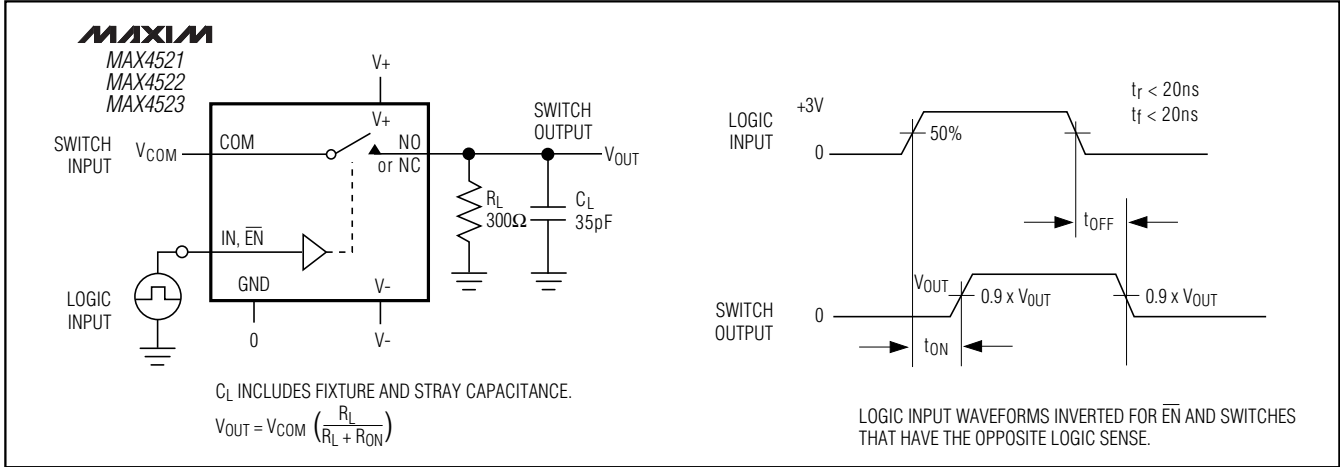 MAXIM
MAX4521
MAX4522
MAX4523
V+
V+
SWITCH
INPUT
VCOM
COM
NO
or NC
SWITCH
OUTPUT
VOUT
RL
300Ω
CL
35pF
IN, E̅N̅
LOGIC
INPUT
GND
0
V-
V-
CL INCLUDES FIXTURE AND STRAY CAPACITANCE.
VOUT = VCOM (RL / RL + RON)
LOGIC
INPUT
+3V
0
50%
tr < 20ns
tf < 20ns
tOFF
SWITCH
OUTPUT
VOUT
0
0.9 x VOUT
0.9 x VOUT
tON
LOGIC INPUT WAVEFORMS INVERTED FOR E̅N̅ AND SWITCHES
THAT HAVE THE OPPOSITE LOGIC SENSE.